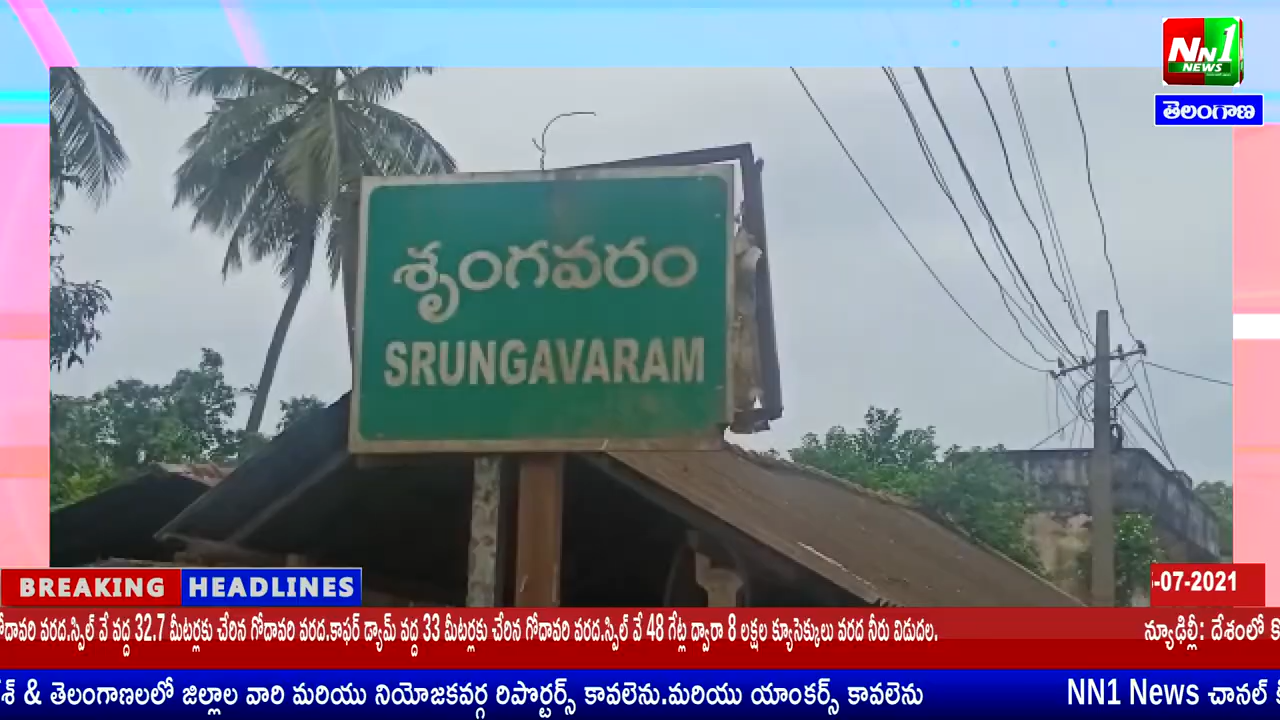 NN1
NEWS
తెలంగాణ
శృంగవరం
SRUNGAVARAM
BREAKING HEADLINES
-07-2021
వరద.స్పిల్ వే వద్ద 32.7 మీటర్లకు చేరిన గోదావరి వరద.కాఫర్ డ్యామ్ వద్ద 33 మీటర్లకు చేరిన గోదావరి వరద.స్పిల్ వే 48 గేట్ల ద్వారా 8 లక్షల క్యూసెక్కులు వరద నీరు విడుదల. న్యూఢిల్లీ: దేశంలో
& తెలంగాణలలో జిల్లాల వారి మరియు నియోజకవర్గ రిపొర్టర్స్ కావలెను.మరియు యాంకర్స్ కావలెను NN1 News చానల్